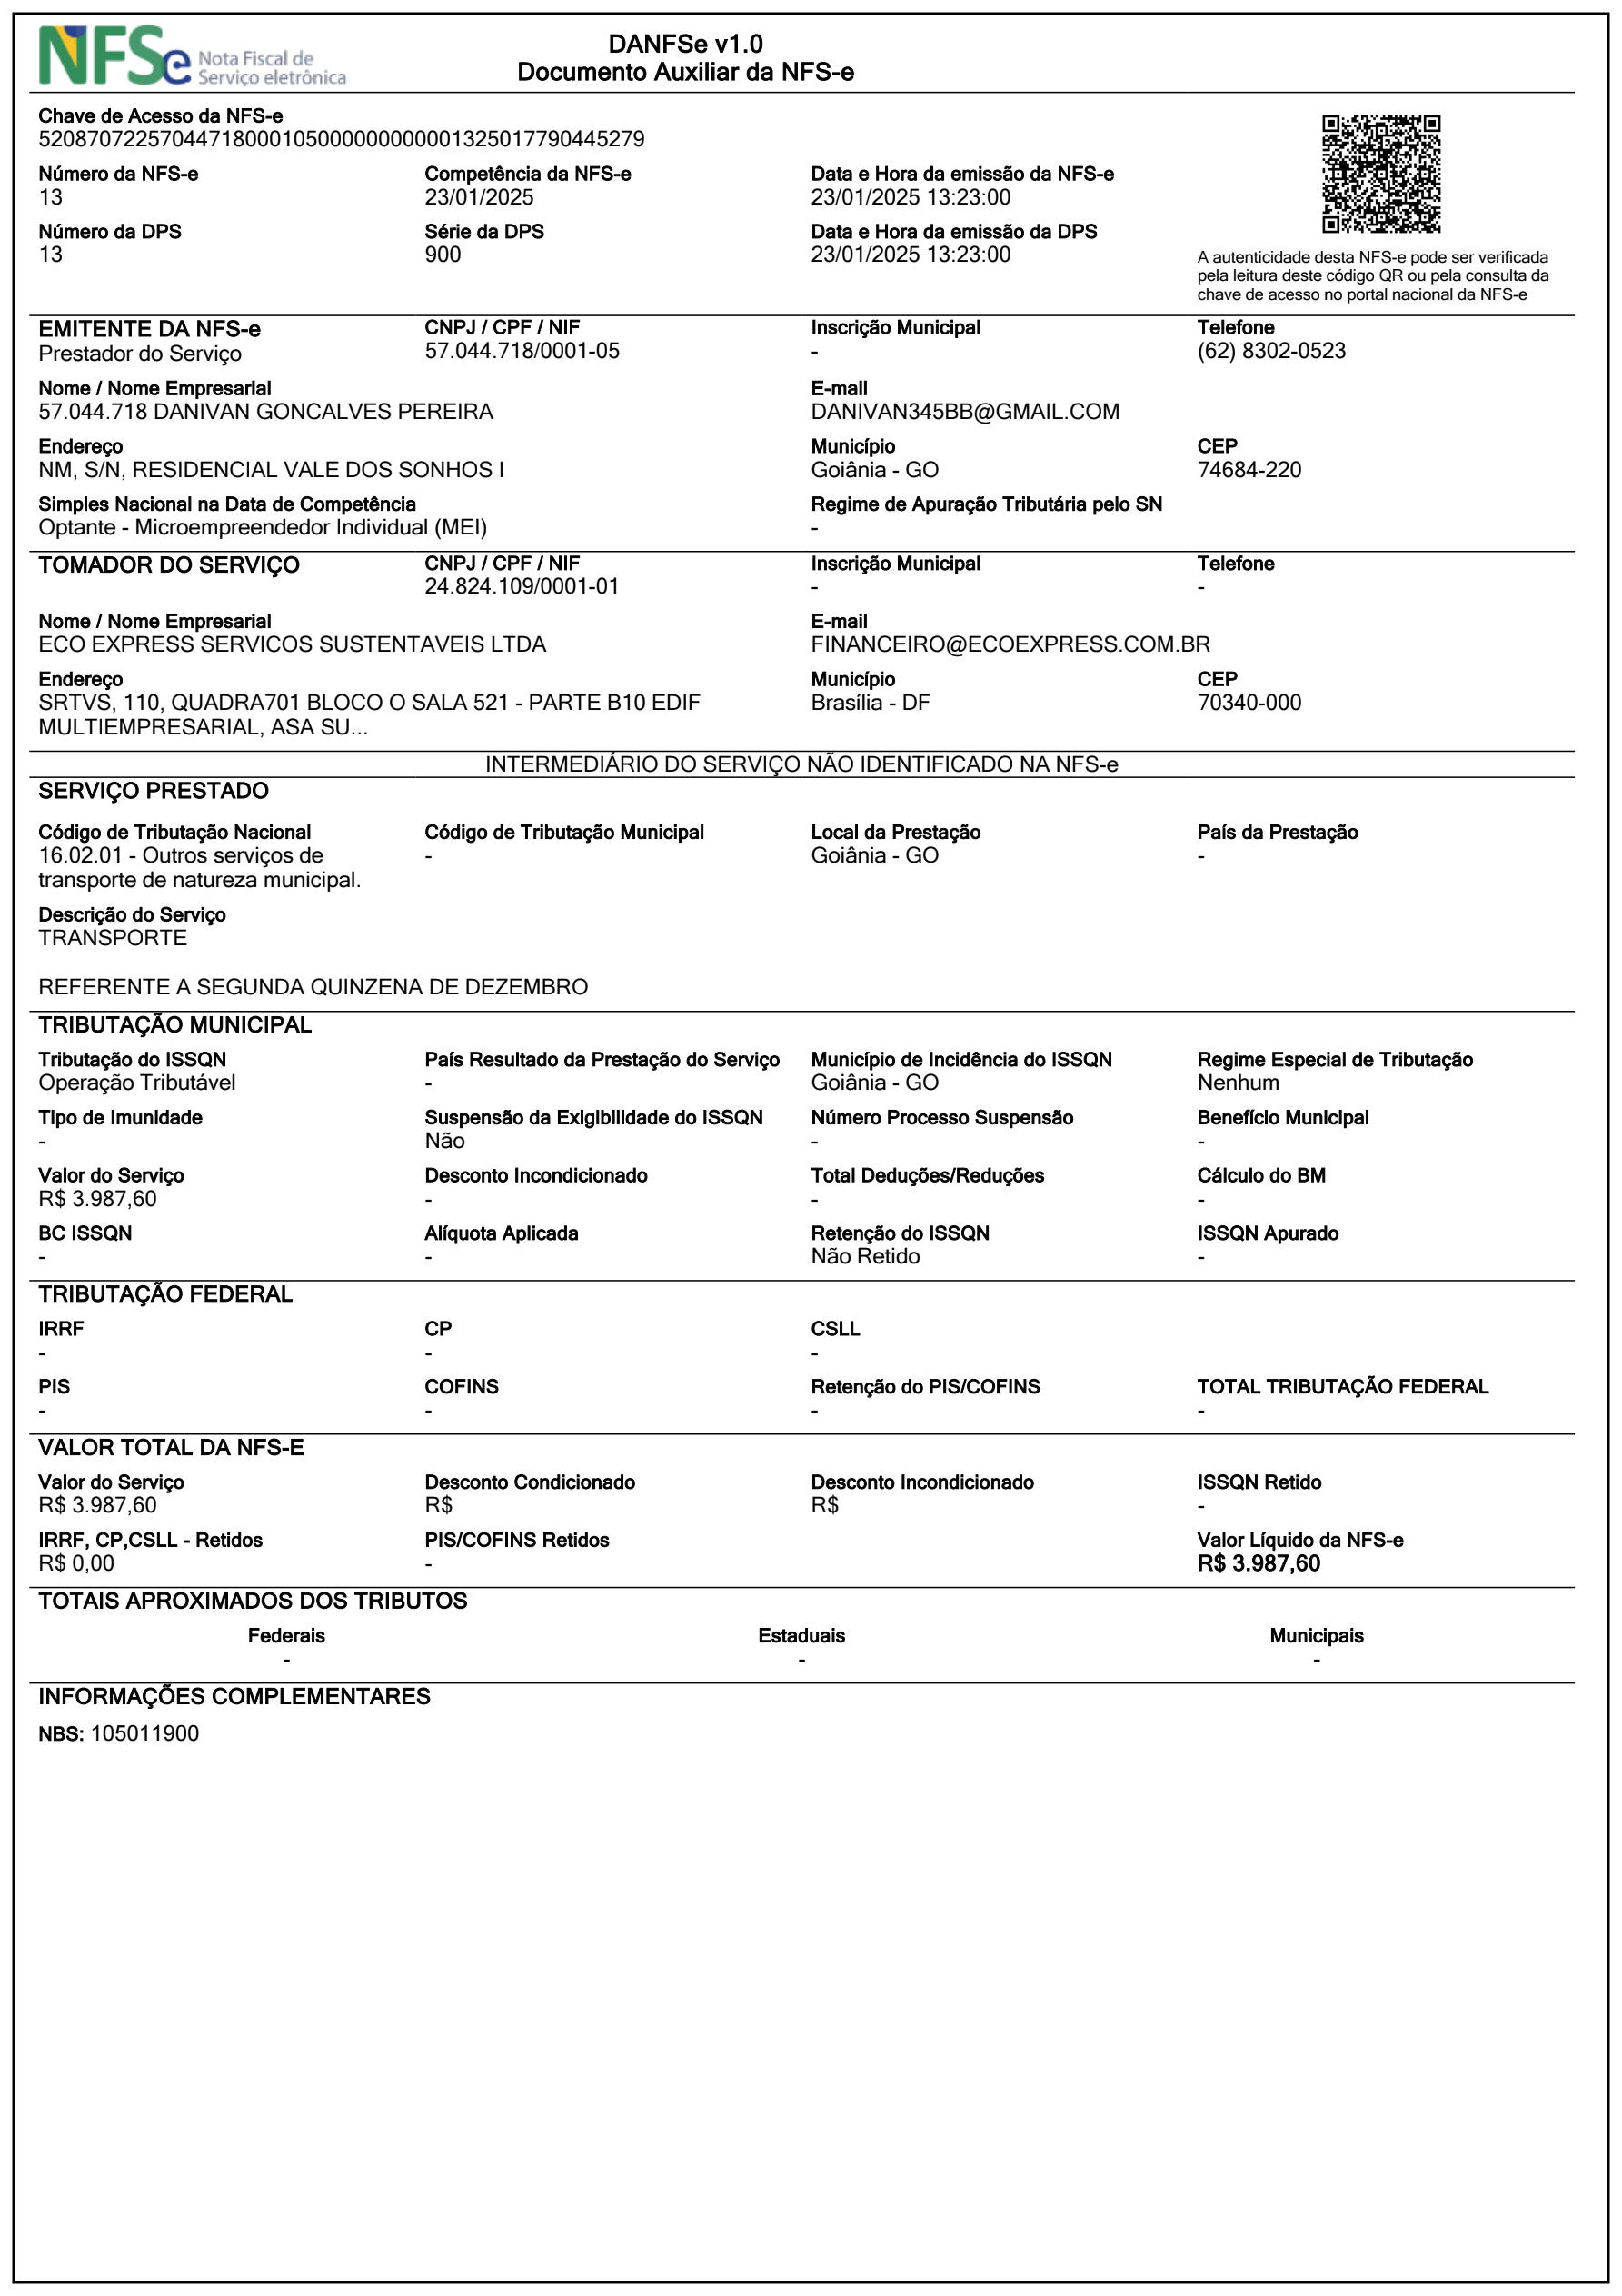 NFSe Nota Fiscal de
Serviço eletrônica
DANFSe v1.0
Documento Auxiliar da NFS-e
Chave de Acesso da NFS-e
52087072257044718000105000000000001325017790445279
Número da NFS-e Competência da NFS-e Data e Hora da emissão da NFS-e
13 23/01/2025 23/01/2025 13:23:00
Número da DPS Série da DPS Data e Hora da emissão da DPS
13 900 23/01/2025 13:23:00
A autenticidade desta NFS-e pode ser verificada
pela leitura deste código QR ou pela consulta da
chave de acesso no portal nacional da NFS-e
EMITENTE DA NFS-e CNPJ / CPF / NIF Inscrição Municipal Telefone
Prestador do Serviço 57.044.718/0001-05 - (62) 8302-0523
Nome / Nome Empresarial E-mail
57.044.718 DANIVAN GONCALVES PEREIRA DANIVAN345BB@GMAIL.COM
Endereço Município CEP
NM, S/N, RESIDENCIAL VALE DOS SONHOS I Goiânia - GO 74684-220
Simples Nacional na Data de Competência Regime de Apuração Tributária pelo SN
Optante - Microempreendedor Individual (MEI) -
TOMADOR DO SERVIÇO CNPJ / CPF / NIF Inscrição Municipal Telefone
24.824.109/0001-01 - -
Nome / Nome Empresarial E-mail
ECO EXPRESS SERVICOS SUSTENTAVEIS LTDA FINANCEIRO@ECOEXPRESS.COM.BR
Endereço Município CEP
SRTVS, 110, QUADRA701 BLOCO O SALA 521 - PARTE B10 EDIF Brasília - DF 70340-000
MULTIEMPRESARIAL, ASA SU...
INTERMEDIÁRIO DO SERVIÇO NÃO IDENTIFICADO NA NFS-e
SERVIÇO PRESTADO
Código de Tributação Nacional Código de Tributação Municipal Local da Prestação País da Prestação
16.02.01 - Outros serviços de - Goiânia - GO -
transporte de natureza municipal.
Descrição do Serviço
TRANSPORTE
REFERENTE A SEGUNDA QUINZENA DE DEZEMBRO
TRIBUTAÇÃO MUNICIPAL
Tributação do ISSQN País Resultado da Prestação do Serviço Município de Incidência do ISSQN Regime Especial de Tributação
Operação Tributável - Goiânia - GO Nenhum
Tipo de Imunidade Suspensão da Exigibilidade do ISSQN Número Processo Suspensão Benefício Municipal
- Não - -
Valor do Serviço Desconto Incondicionado Total Deduções/Reduções Cálculo do BM
R$ 3.987,60 - - -
BC ISSQN Alíquota Aplicada Retenção do ISSQN ISSQN Apurado
- - Não Retido -
TRIBUTAÇÃO FEDERAL
IRRF CP CSLL
- - -
PIS COFINS Retenção do PIS/COFINS TOTAL TRIBUTAÇÃO FEDERAL
- - - -
VALOR TOTAL DA NFS-E
Valor do Serviço Desconto Condicionado Desconto Incondicionado ISSQN Retido
R$ 3.987,60 R$ R$ -
IRRF, CP,CSLL - Retidos PIS/COFINS Retidos Valor Líquido da NFS-e
R$ 0,00 - R$ 3.987,60
TOTAIS APROXIMADOS DOS TRIBUTOS
Federais Estaduais Municipais
- - -
INFORMAÇÕES COMPLEMENTARES
NBS: 105011900